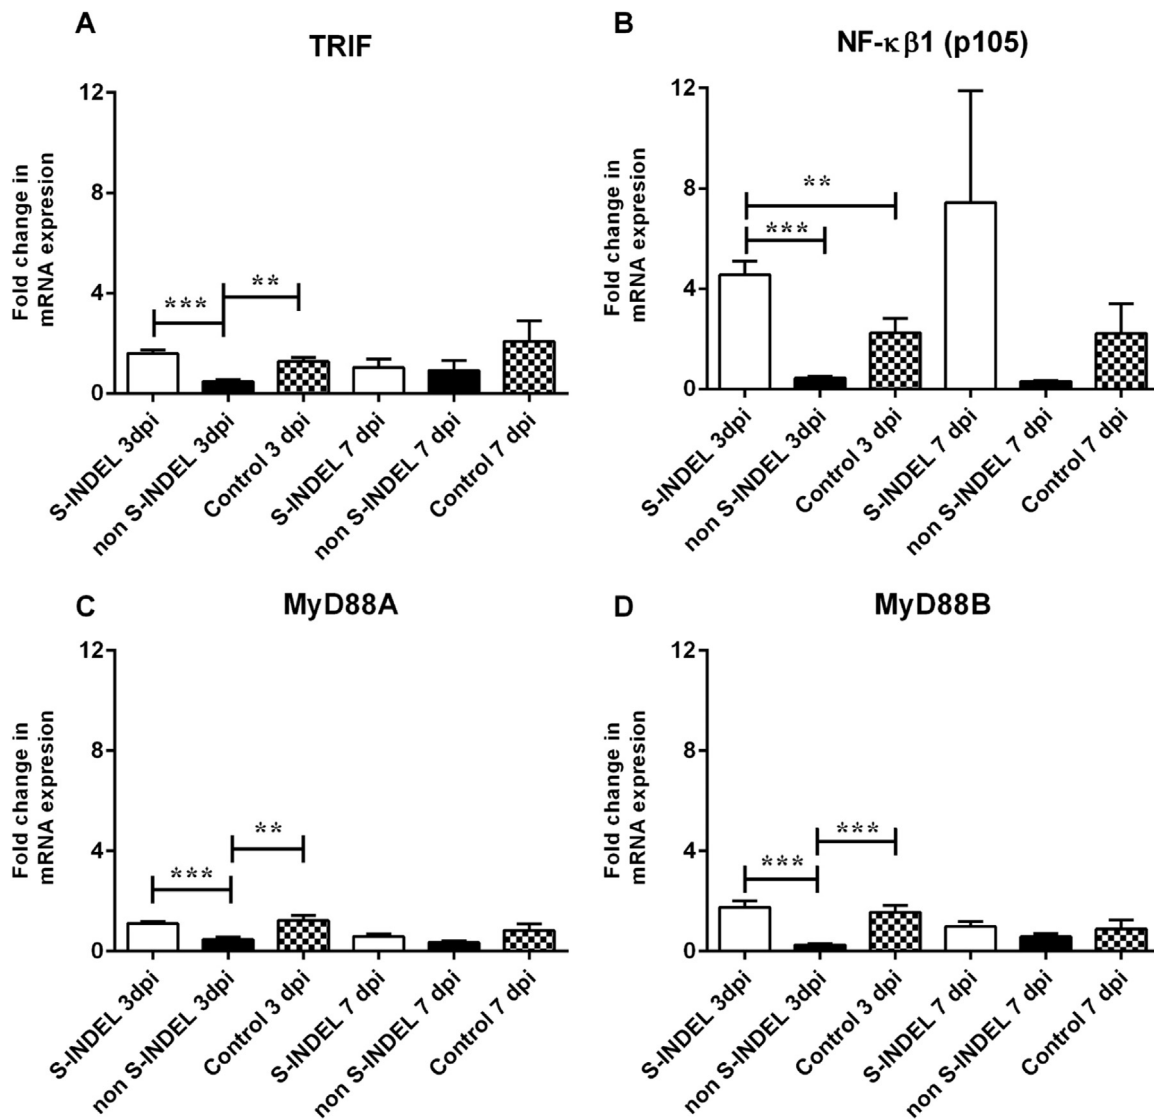 A
TRIF
Fold change in
mRNA expresion
12
8
4
0
***
**
S-INDEL 3dpi
non S-INDEL 3dpi
Control 3 dpi
S-INDEL 7 dpi
non S-INDEL 7 dpi
Control 7 dpi
B
NF-κβ1 (p105)
Fold change in
mRNA expresion
12
8
4
0
**
***
S-INDEL 3dpi
non S-INDEL 3dpi
Control 3 dpi
S-INDEL 7 dpi
non S-INDEL 7 dpi
Control 7 dpi
C
MyD88A
Fold change in
mRNA expresion
12
8
4
0
***
**
S-INDEL 3dpi
non S-INDEL 3dpi
Control 3 dpi
S-INDEL 7 dpi
non S-INDEL 7 dpi
Control 7 dpi
D
MyD88B
Fold change in
mRNA expresion
12
8
4
0
***
***
S-INDEL 3dpi
non S-INDEL 3dpi
Control 3 dpi
S-INDEL 7 dpi
non S-INDEL 7 dpi
Control 7 dpi